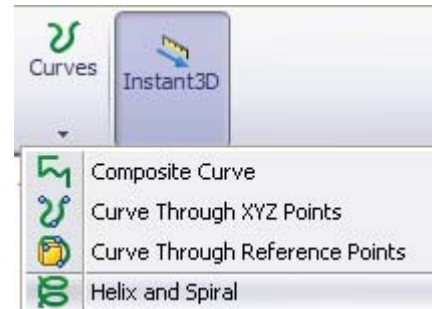 Curves
Instant3D
Composite Curve
Curve Through XYZ Points
Curve Through Reference Points
Helix and Spiral